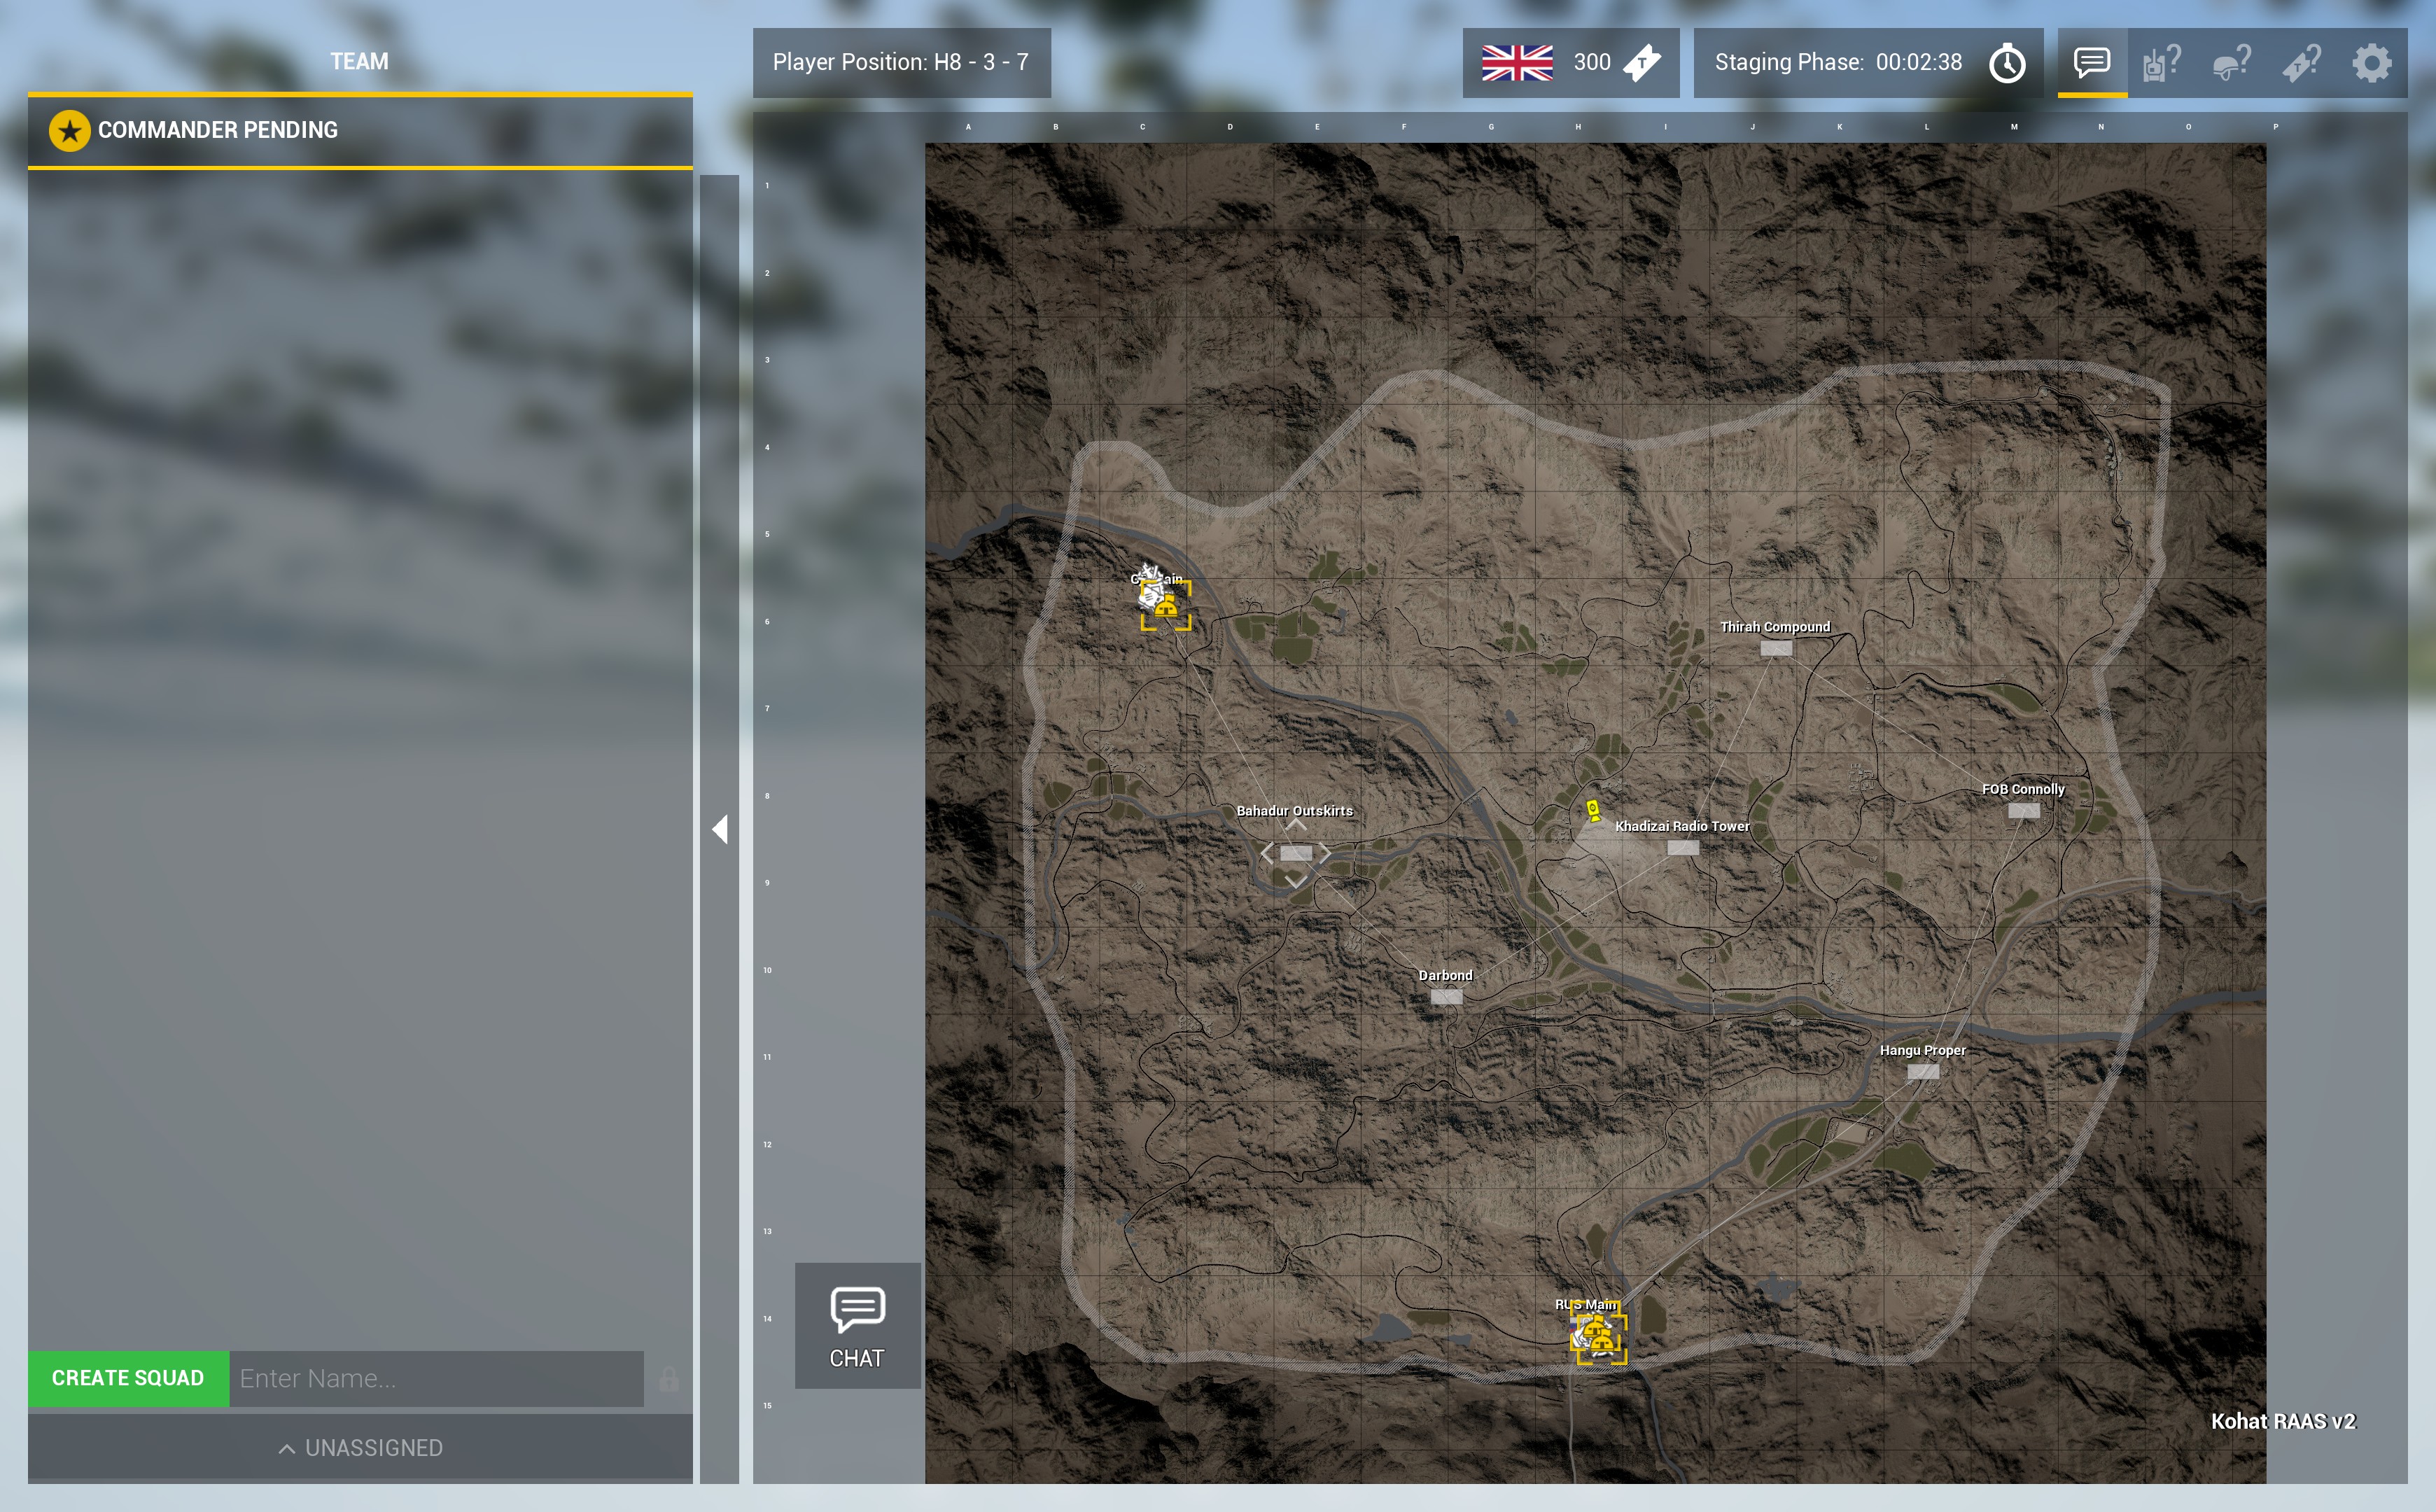 TEAM
Player Position: H8 - 3 - 7
300
T
Staging Phase: 00:02:38
?
?
?
COMMANDER PENDING
A B C D E F G H I J K L M N O P
1
2
3
4
5
6
7
8
9
10
11
12
13
14
15
Thirah Compound
FOB Connolly
Bahadur Outskirts
Khadizai Radio Tower
Darbond
Hangu Proper
RUS Main
CHAT
CREATE SQUAD
Enter Name...
UNASSIGNED
Kohat RAAS v2